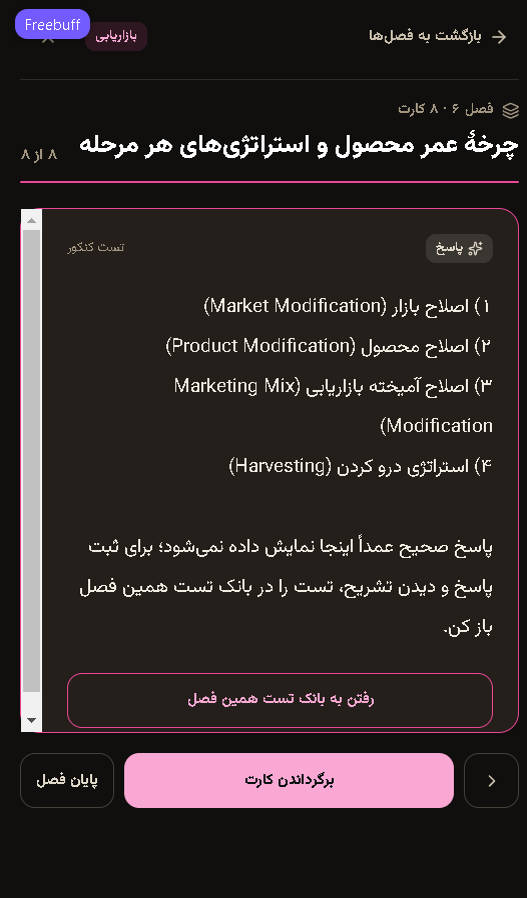 Freebuff
بازاریابی
بازگشت به فصل‌ها
فصل ۶ · ۸ کارت
چرخهٔ عمر محصول و استراتژی‌های هر مرحله
۸ از ۸
پاسخ
تست کنکور
۱) اصلاح بازار (Market Modification)
۲) اصلاح محصول (Product Modification)
۳) اصلاح آمیخته بازاریابی (Marketing Mix
Modification)
۴) استراتژی درو کردن (Harvesting)
پاسخ صحیح عمداً اینجا نمایش داده نمی‌شود؛ برای ثبت
پاسخ و دیدن تشریح، تست را در بانک تست همین فصل
باز کن.
رفتن به بانک تست همین فصل
برگرداندن کارت
پایان فصل